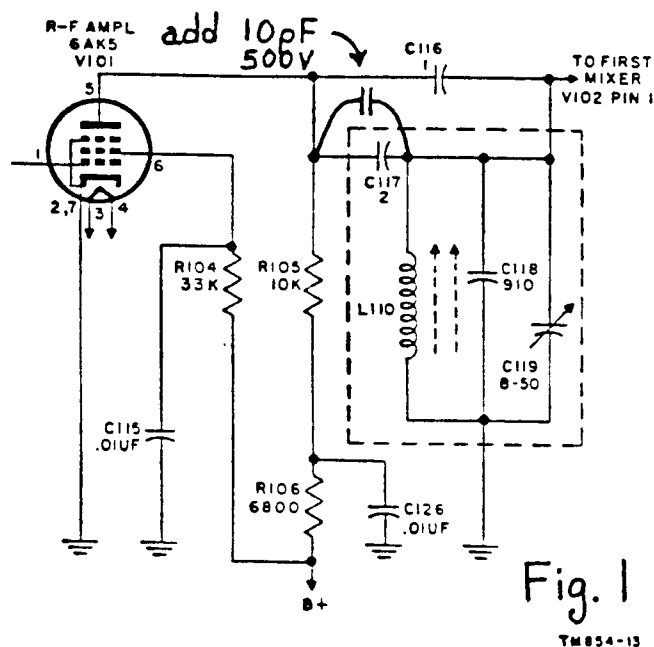 R-F AMPL
6AK5
V101
add 10pF
500V
C116
1
TO FIRST
MIXER
V102 PIN 1
5
1
6
2,7
3
4
C117
2
R104
33K
R105
10K
L110
C118
910
C119
8-50
C115
.01UF
R106
6800
C126
.01UF
B+
Fig. 1
TM854-13